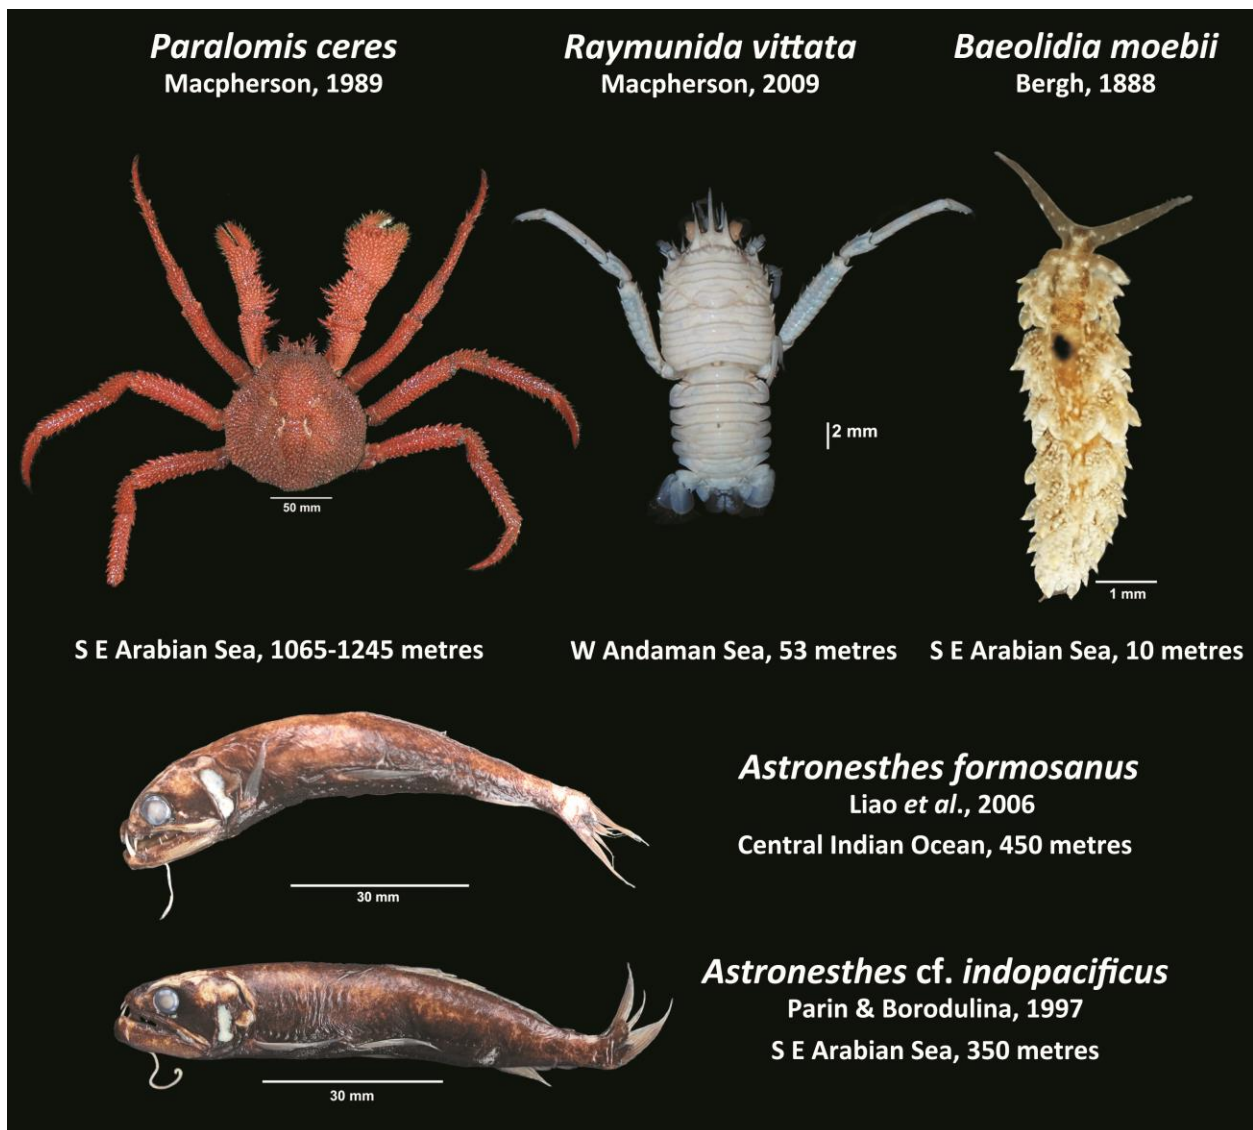 Paralomis ceres
Macpherson, 1989
Raymunida vittata
Macpherson, 2009
Baeolidia moebii
Bergh, 1888
50 mm
2 mm
1 mm
S E Arabian Sea, 1065-1245 metres
W Andaman Sea, 53 metres
S E Arabian Sea, 10 metres
Astronesthes formosanus
Liao et al., 2006
Central Indian Ocean, 450 metres
30 mm
Astronesthes cf. indopacificus
Parin & Borodulina, 1997
S E Arabian Sea, 350 metres
30 mm